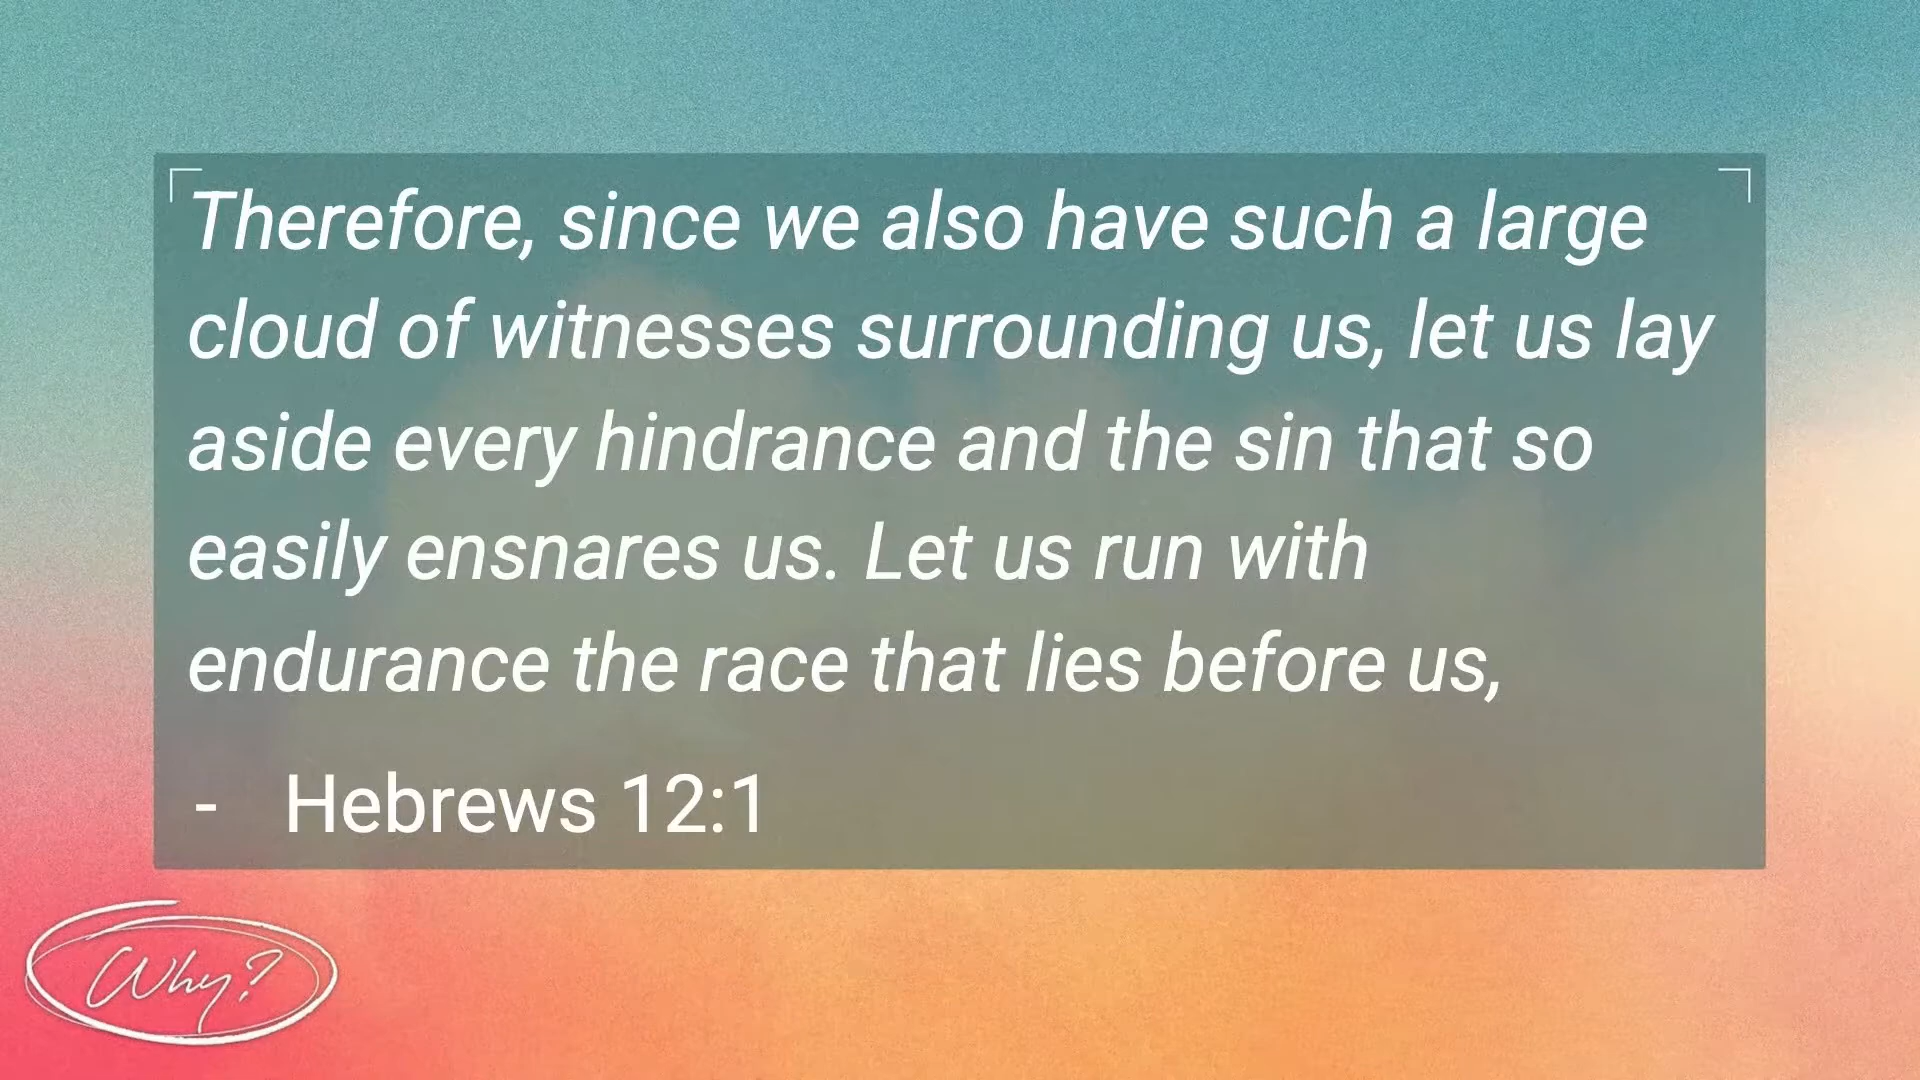 Therefore, since we also have such a large
cloud of witnesses surrounding us, let us lay
aside every hindrance and the sin that so
easily ensnares us. Let us run with
endurance the race that lies before us,
- Hebrews 12:1
Why?